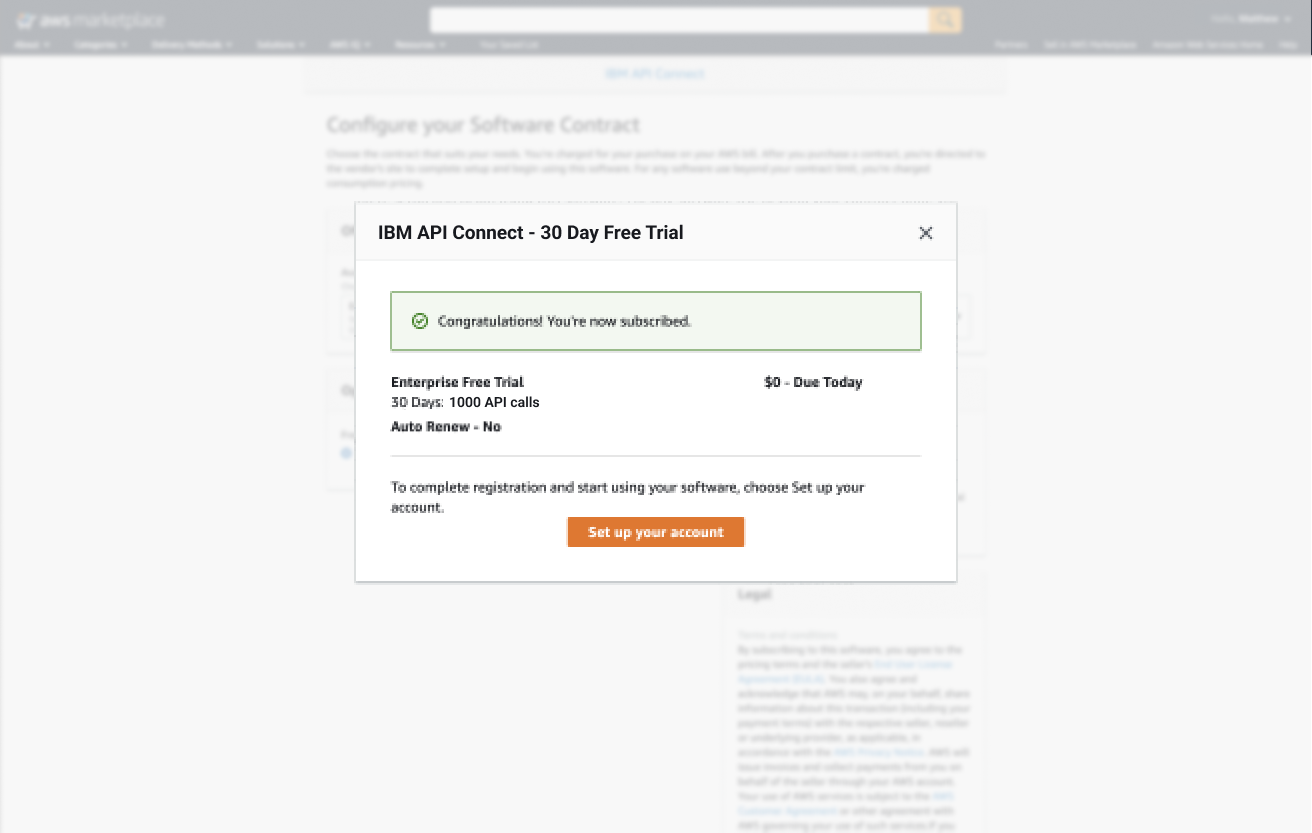 aws marketplace
Hello, Matthew
About Categories Delivery Methods Solutions AWS IQ Resources Your Saved List Partners Sell in AWS Marketplace Amazon Web Services Home Help
IBM API Connect
Configure your Software Contract
Choose the contract that suits your needs. You're charged for your purchase on your AWS bill. After you purchase a contract, you're directed to
the vendor's site to complete setup and begin using this software. For any software use beyond your contract limit, you're charged
consumption pricing.
IBM API Connect - 30 Day Free Trial
Congratulations! You're now subscribed.
Enterprise Free Trial $0 - Due Today
30 Days: 1000 API calls
Auto Renew - No
To complete registration and start using your software, choose Set up your
account.
Set up your account
Legal
Terms and conditions
By subscribing to this software, you agree to the
pricing terms and the seller's End User License
Agreement (EULA). You also agree and
acknowledge that AWS may, on your behalf, share
information about this transaction (including your
payment terms) with the respective seller, reseller
or underlying provider, as applicable, in
accordance with the AWS Privacy Notice. AWS will
issue invoices and collect payments from you on
behalf of the seller through your AWS account.
Your use of AWS services is subject to the AWS
Customer Agreement or other agreement with
AWS governing your use of such services.If you